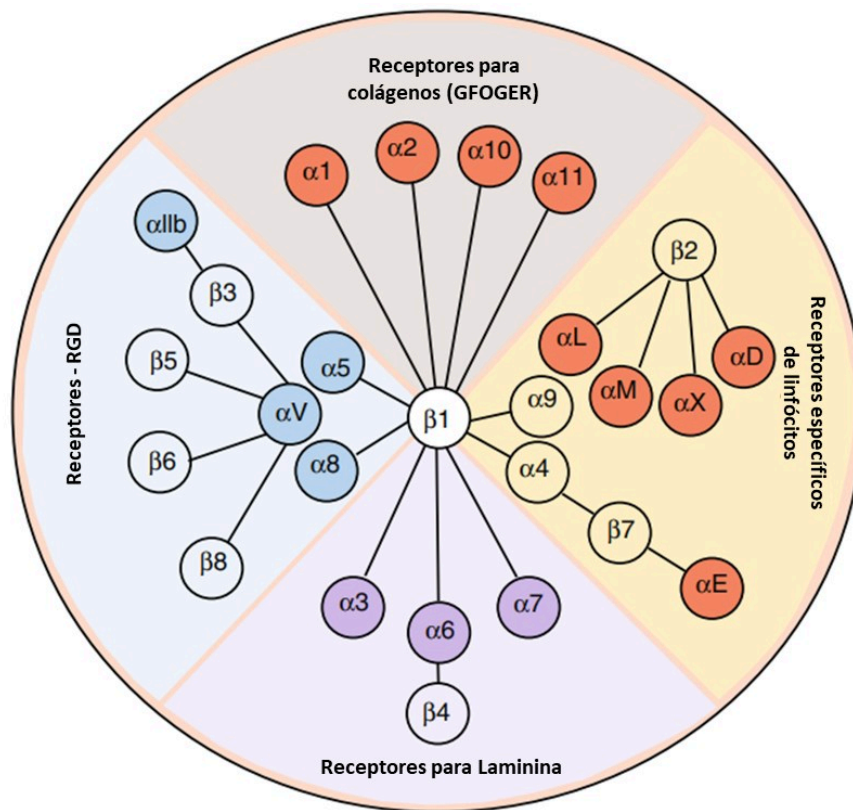 Receptores para
colágenos (GFOGER)
α1
α2
α10
α11
αIIb
β3
β5
α5
αV
β6
α8
β8
Receptores - RGD
β1
β2
αL
αM
αX
αD
α9
α4
β7
αE
Receptores específicos
de linfócitos
α3
α6
α7
β4
Receptores para Laminina